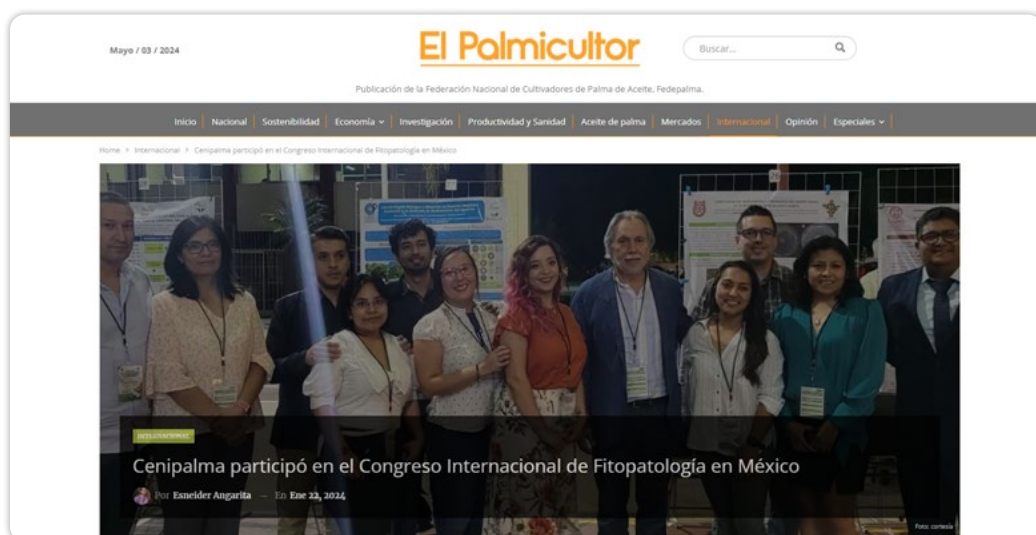 Mayo / 03 / 2024
El Palmicultor
Buscar...
Publicación de la Federación Nacional de Cultivadores de Palma de Aceite, Fedepalma.
Inicio Nacional Sostenibilidad Economía Investigación Productividad y Sanidad Aceite de palma Mercados Internacional Opinión Especiales
Home Internacional Cenipalma participó en el Congreso Internacional de Fitopatología en México
INTERNACIONAL
Cenipalma participó en el Congreso Internacional de Fitopatología en México
Por Esneider Angarita — En Ene 22, 2024
Foto: cortesía